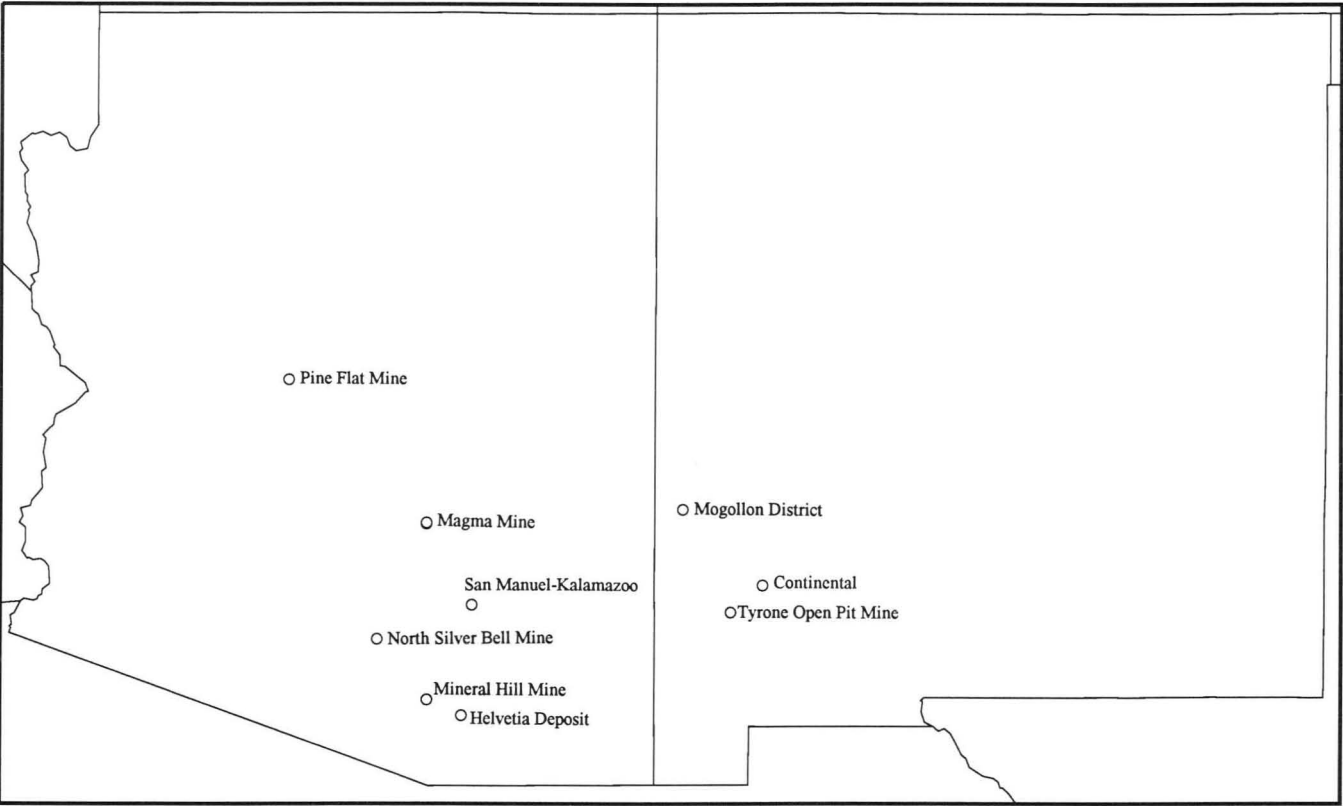 Pine Flat Mine
Mogollon District
Magma Mine
Continental
San Manuel-Kalamazoo
Tyrone Open Pit Mine
North Silver Bell Mine
Mineral Hill Mine
Helvetia Deposit